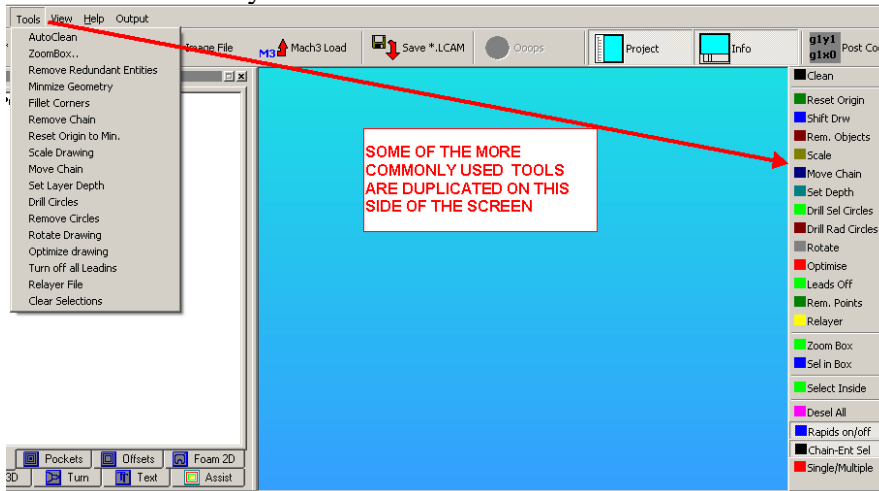 Tools View Help Output
Image File M3 Mach3 Load Save *.LCAM Ooops Project Info g1y1 g1x0 Post Co
AutoClean
ZoomBox..
Remove Redundant Entities
Minmize Geometry
Fillet Corners
Remove Chain
Reset Origin to Min.
Scale Drawing
Move Chain
Set Layer Depth
Drill Circles
Remove Circles
Rotate Drawing
Optimize drawing
Turn off all Leadins
Relayer File
Clear Selections
SOME OF THE MORE
COMMONLY USED TOOLS
ARE DUPLICATED ON THIS
SIDE OF THE SCREEN
Clean
Reset Origin
Shift Drw
Rem. Objects
Scale
Move Chain
Set Depth
Drill Sel Circles
Drill Rad Circles
Rotate
Optimise
Leads Off
Rem. Points
Relayer
Zoom Box
Sel in Box
Select Inside
Desel All
Rapids on/off
Chain-Ent Sel
Single/Multiple
Pockets Offsets Foam 2D
3D Turn Text Assist